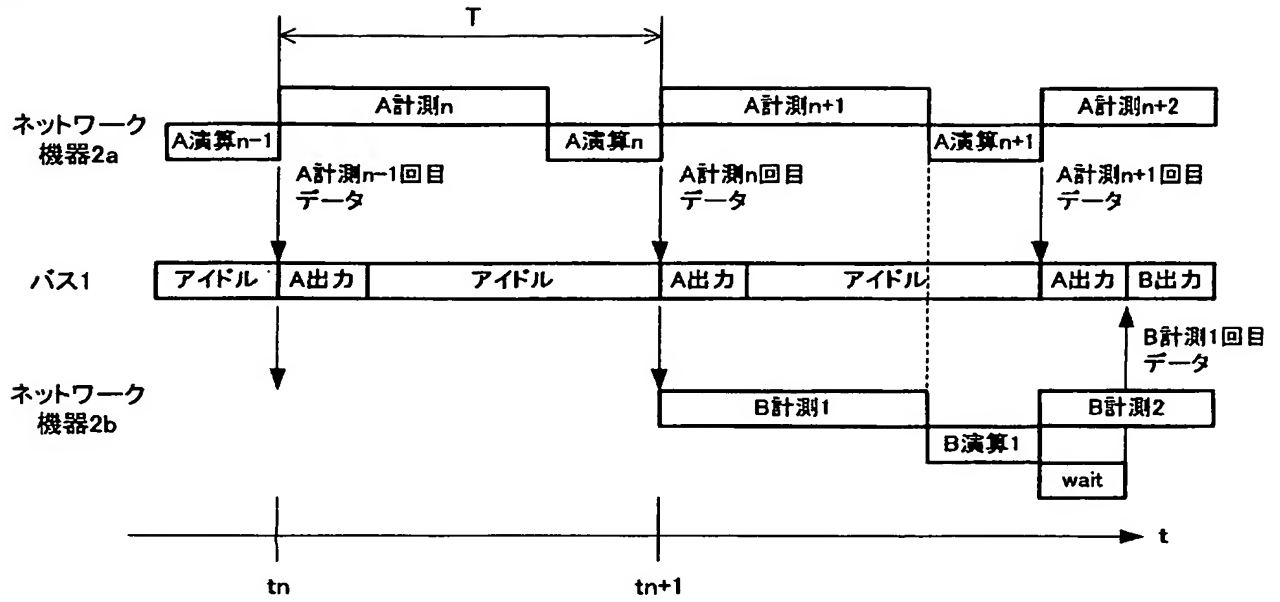 T
ネットワーク
機器2a
A計測n
A計測n+1
A計測n+2
A演算n-1
A演算n
A演算n+1
A計測n-1回目
データ
A計測n回目
データ
A計測n+1回目
データ
バス1
アイドル
A出力
アイドル
A出力
アイドル
A出力
B出力
B計測1回目
データ
ネットワーク
機器2b
B計測1
B計測2
B演算1
wait
t
tn
tn+1